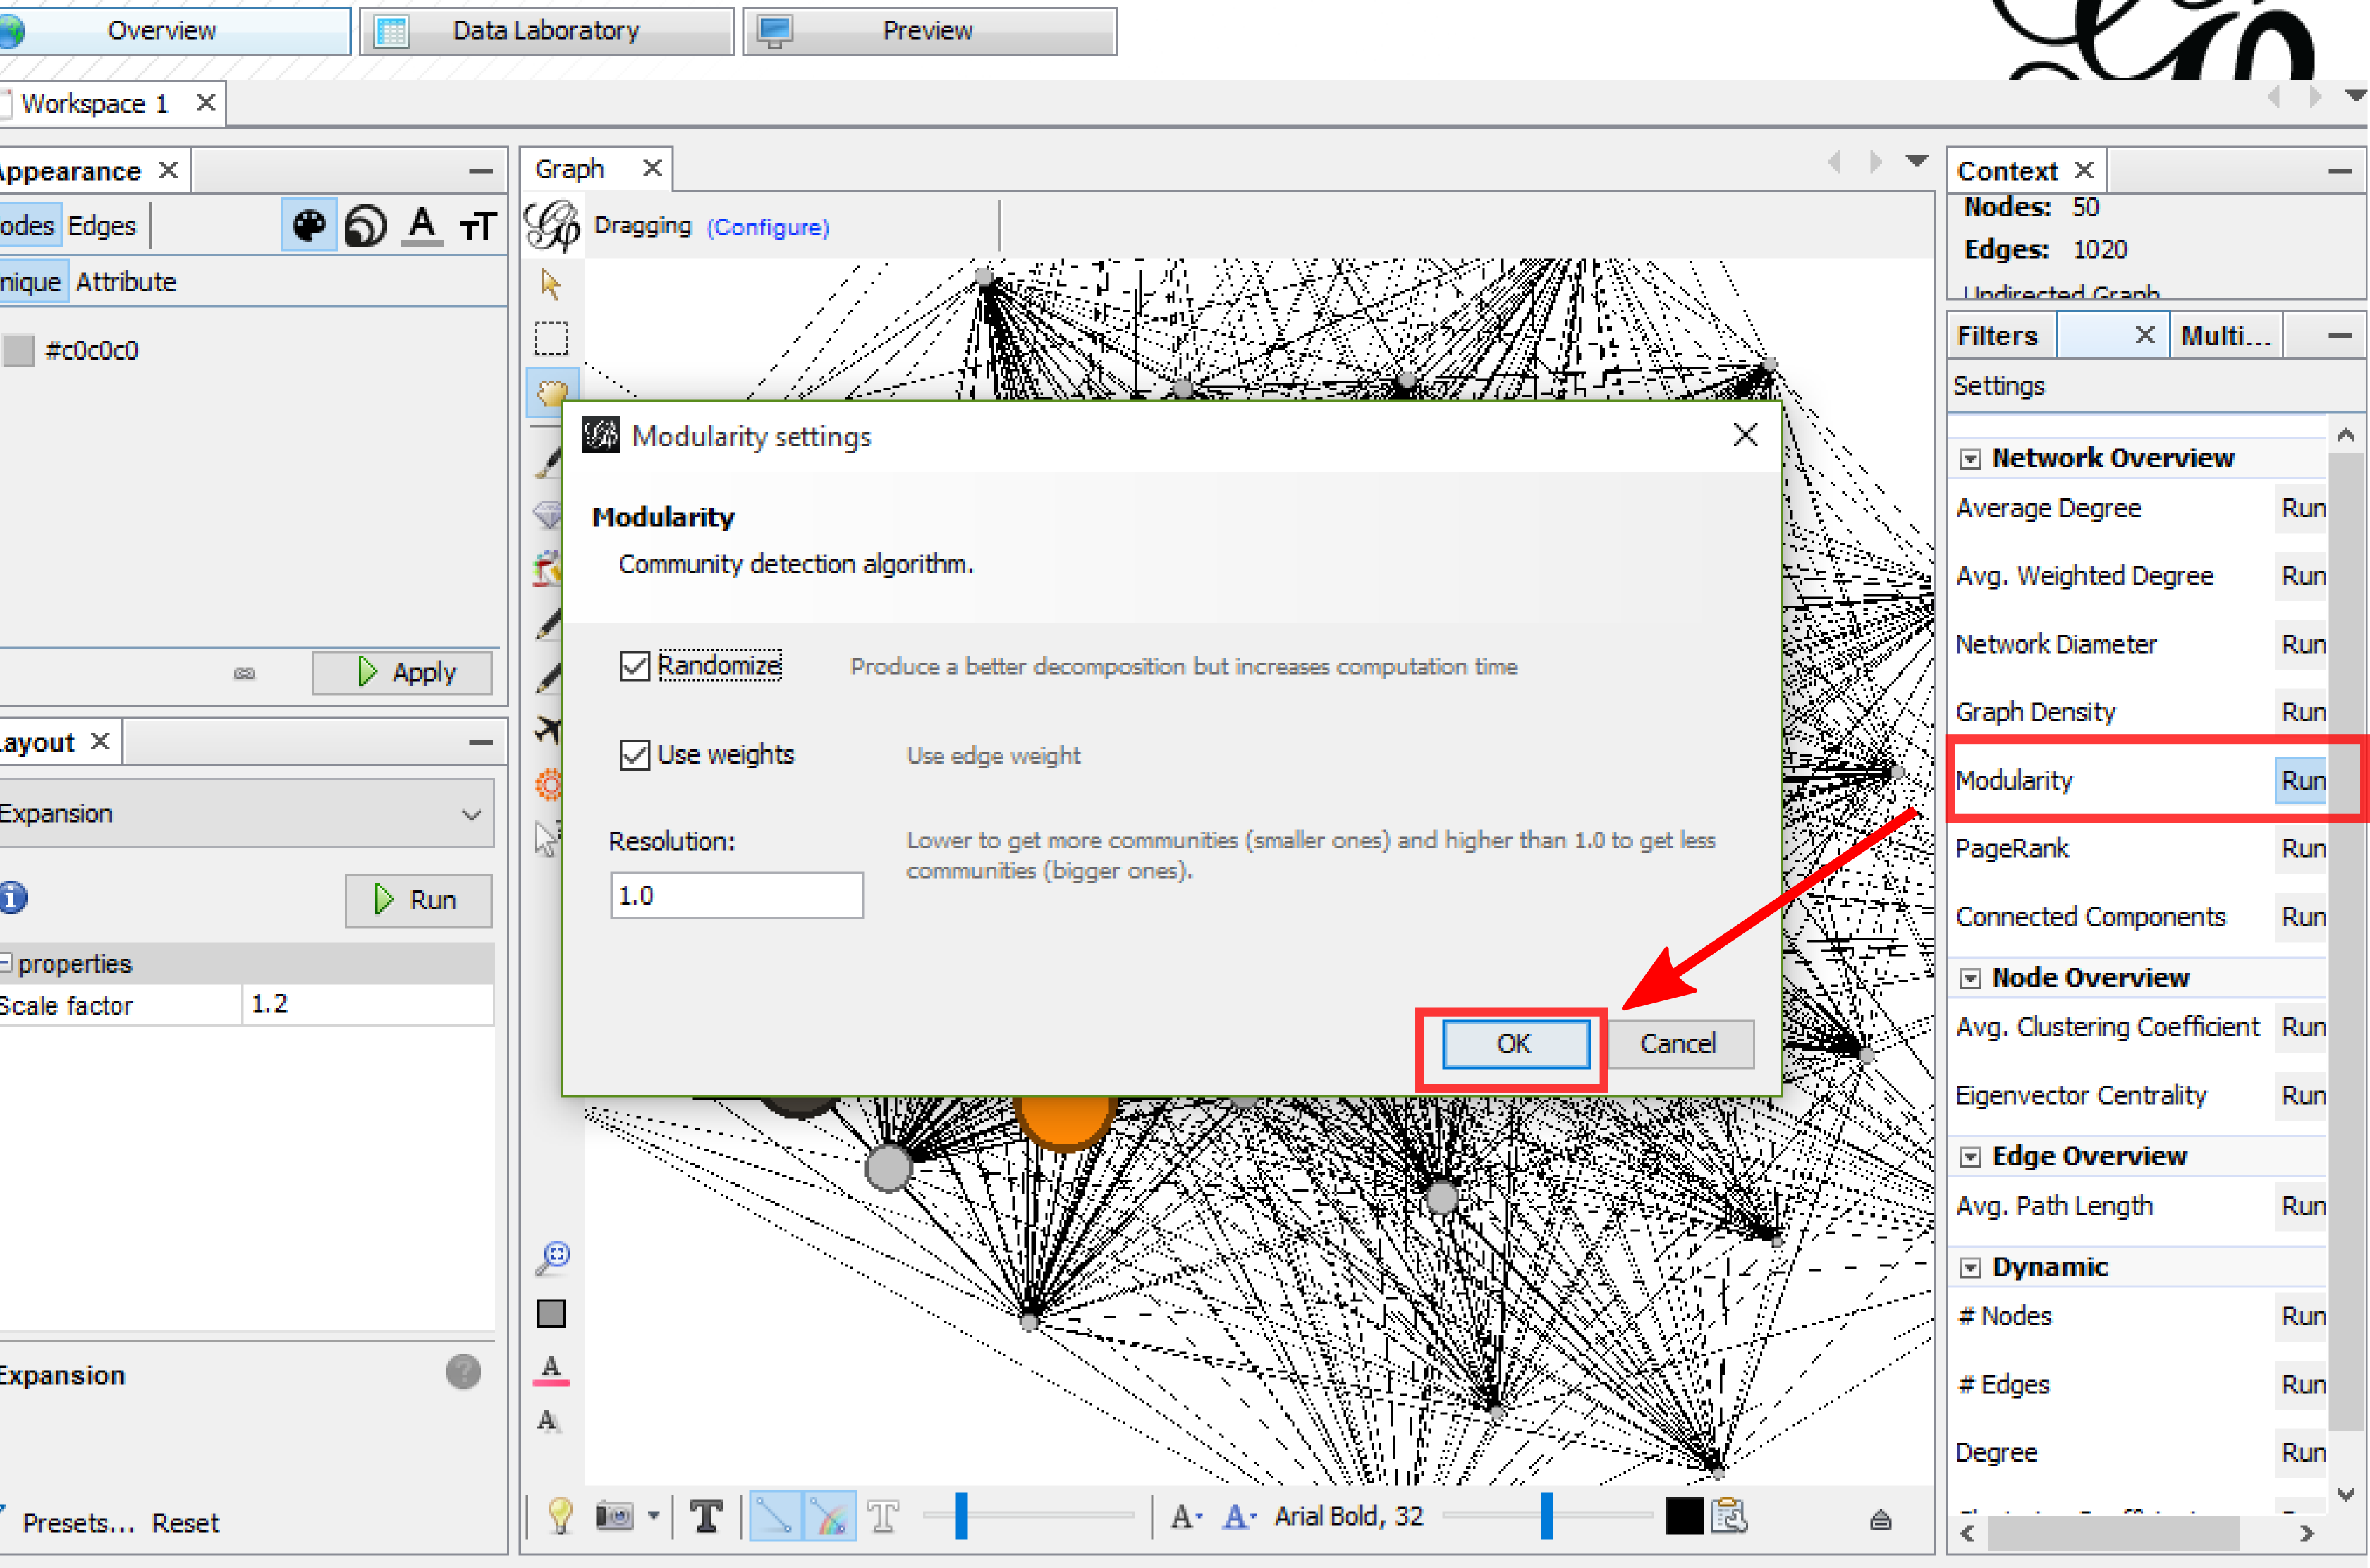 Overview
Data Laboratory
Preview
Workspace 1
Appearance
Context
odes Edges
nique Attribute
#c0c0c0
Apply
ayout
Expansion
Run
properties
Scale factor 1.2
Expansion
Presets... Reset
Graph
Dragging (Configure)
Modularity settings
Modularity
Community detection algorithm.
Randomize Produce a better decomposition but increases computation time
Use weights Use edge weight
Resolution: Lower to get more communities (smaller ones) and higher than 1.0 to get less
communities (bigger ones).
1.0
OK Cancel
Arial Bold, 32
Nodes: 50
Edges: 1020
Undirected Graph
Filters Multi...
Settings
Network Overview
Average Degree Run
Avg. Weighted Degree Run
Network Diameter Run
Graph Density Run
Modularity Run
PageRank Run
Connected Components Run
Node Overview
Avg. Clustering Coefficient Run
Eigenvector Centrality Run
Edge Overview
Avg. Path Length Run
Dynamic
# Nodes Run
# Edges Run
Degree Run